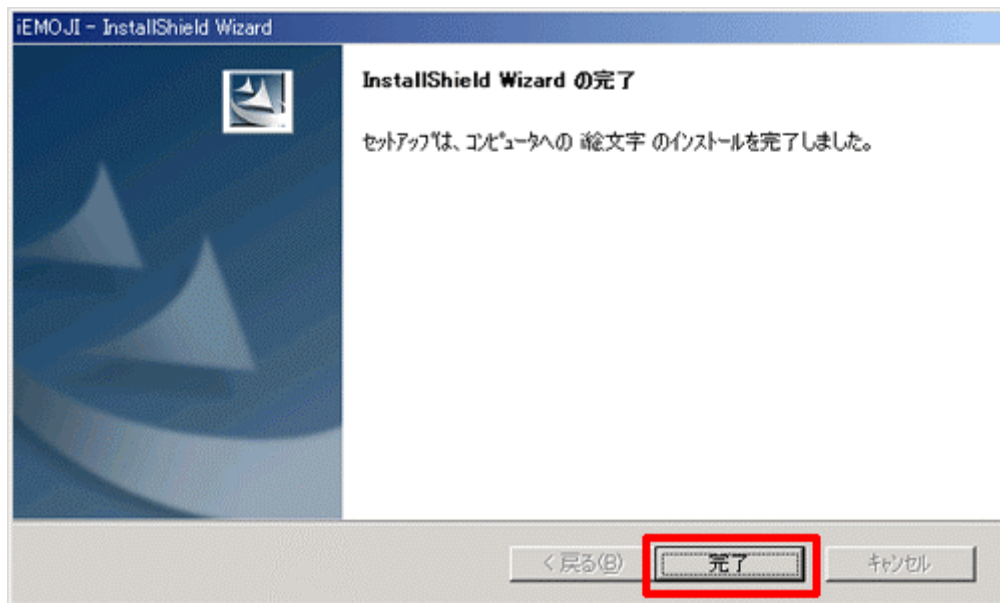 iEMOJI - InstallShield Wizard
InstallShield Wizard の完了
セットアップは、コンピュータへの i絵文字 のインストールを完了しました。
< 戻る(B)
完了
キャンセル